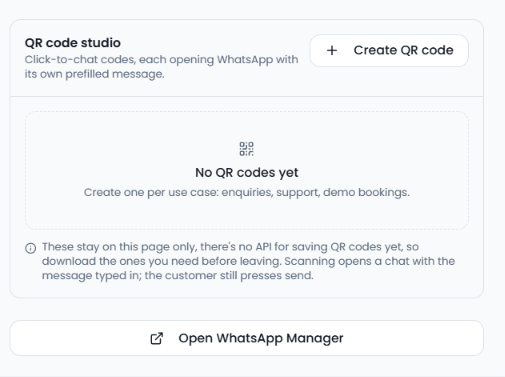 QR code studio
Click-to-chat codes, each opening WhatsApp with
its own prefilled message.
Create QR code
No QR codes yet
Create one per use case: enquiries, support, demo bookings.
These stay on this page only, there's no API for saving QR codes yet, so
download the ones you need before leaving. Scanning opens a chat with the
message typed in; the customer still presses send.
Open WhatsApp Manager